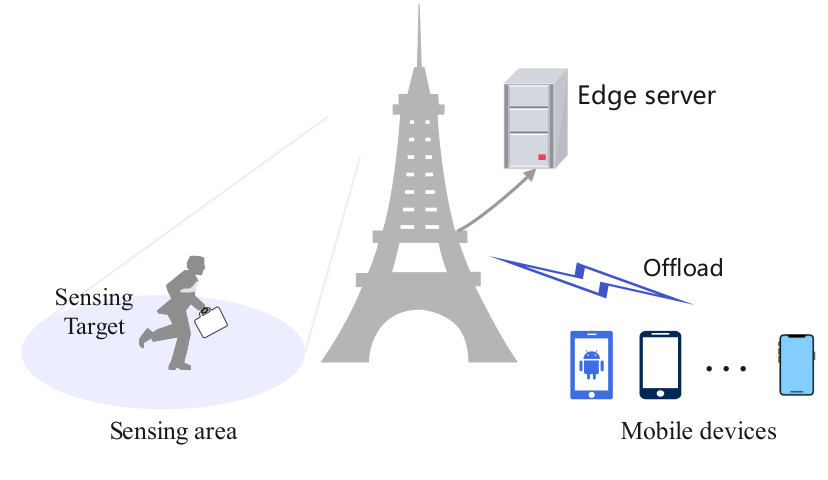 Edge server
Offload
Sensing
Target
Sensing area
Mobile devices